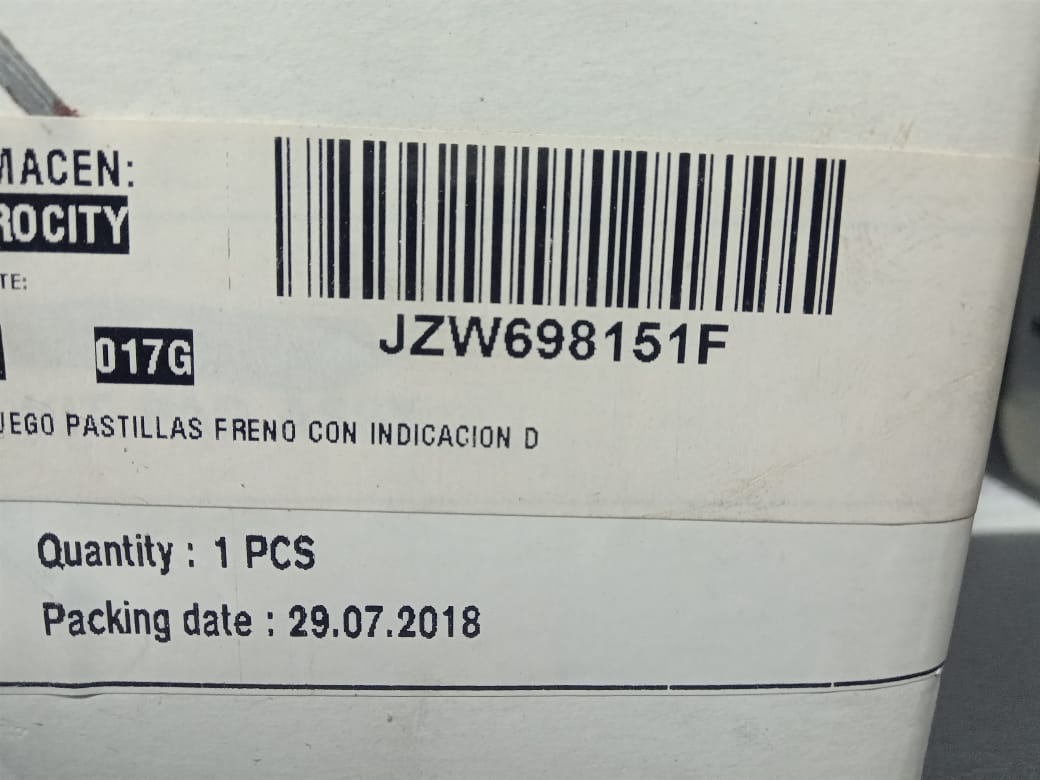 MACEN:
ROCITY
TE:
017G
JZW698151F
UEGO PASTILLAS FRENO CON INDICACION D
Quantity : 1 PCS
Packing date : 29.07.2018